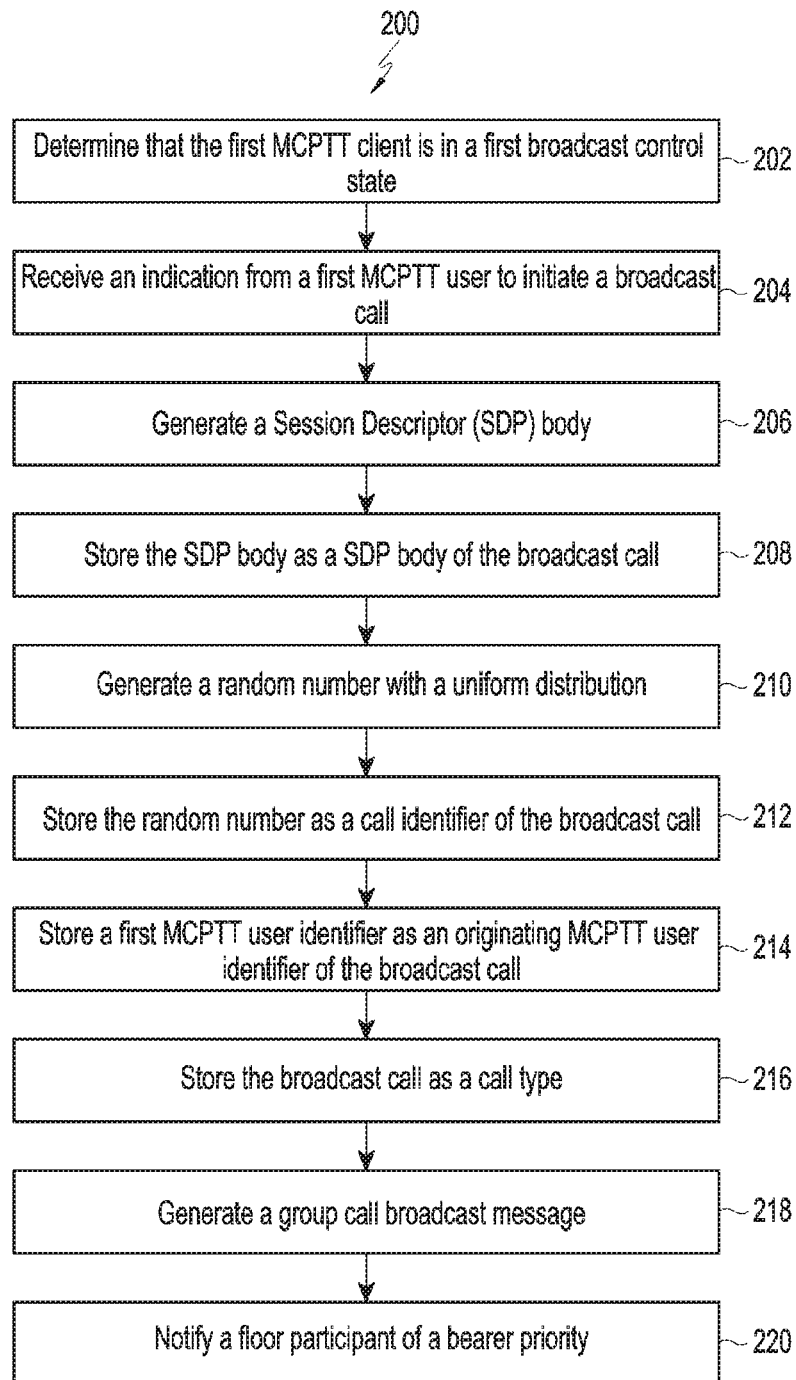 200
Determine that the first MCPTT client is in a first broadcast control
state
202
Receive an indication from a first MCPTT user to initiate a broadcast
call
204
Generate a Session Descriptor (SDP) body
206
Store the SDP body as a SDP body of the broadcast call
208
Generate a random number with a uniform distribution
210
Store the random number as a call identifier of the broadcast call
212
Store a first MCPTT user identifier as an originating MCPTT user
identifier of the broadcast call
214
Store the broadcast call as a call type
216
Generate a group call broadcast message
218
Notify a floor participant of a bearer priority
220